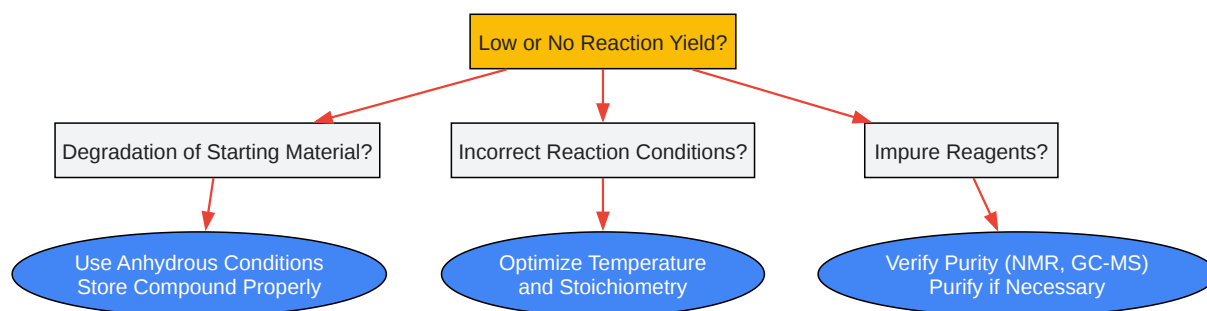 Low or No Reaction Yield?
Degradation of Starting Material?
Incorrect Reaction Conditions?
Impure Reagents?
Use Anhydrous Conditions
Store Compound Properly
Optimize Temperature
and Stoichiometry
Verify Purity (NMR, GC-MS)
Purify if Necessary